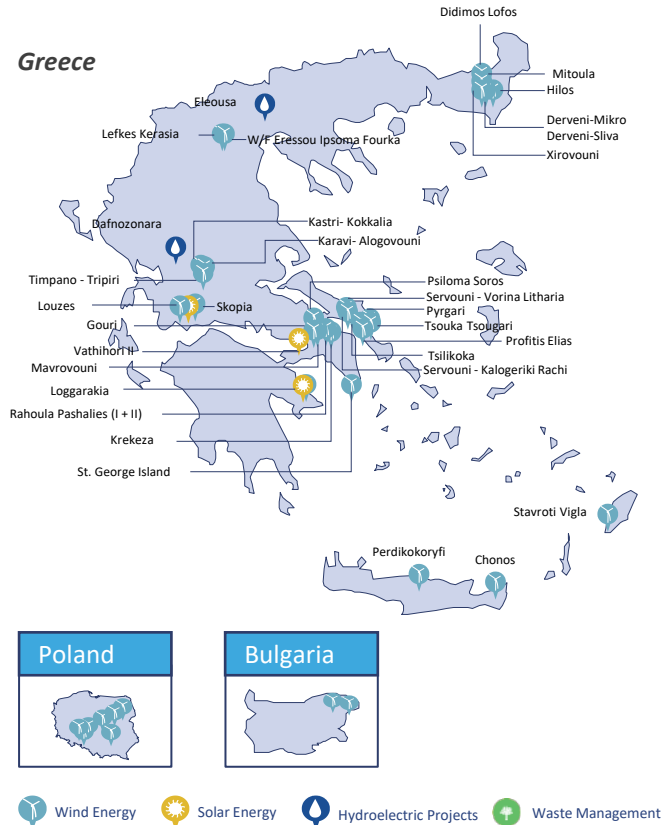 Didimos Lofos
Greece
Mitoula
Hilos
Eleousa
Derveni-Mikro
Derveni-Sliva
Lefkes Kerasia
W/F Eressou Ipsoma Fourka
Xirovouni
Dafnozonara
Kastri- Kokkalia
Karavi- Alogovouni
Timpano - Tripiri
Psiloma Soros
Servouni - Vorina Litharia
Louzes
Skopia
Pyrgari
Gouri
Tsouka Tsougari
Profitis Elias
Vathihori II
Tsilikoka
Mavrovouni
Servouni - Kalogeriki Rachi
Loggarakia
Rahoula Pashalies (I + II)
Krekeza
St. George Island
Stavroti Vigla
Perdikokoryfi
Chonos
Poland
Bulgaria
Wind Energy
Solar Energy
Hydroelectric Projects
Waste Management